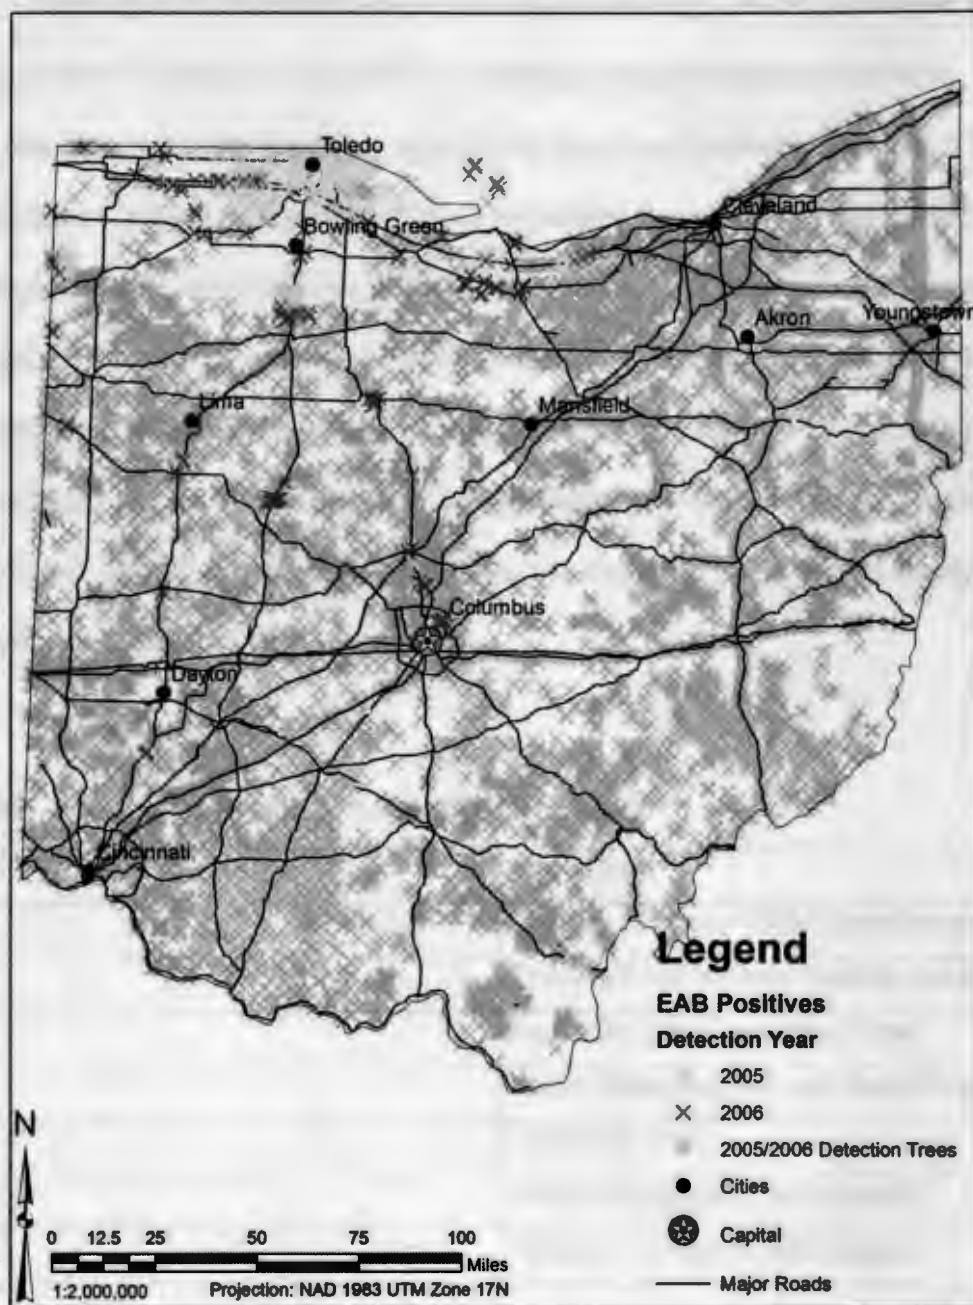 Toledo
Bowling Green
Cleveland
Akron
Youngstown
Lima
Mansfield
Columbus
Dayton
Cincinnati
Legend
EAB Positives
Detection Year
2005
2006
2005/2006 Detection Trees
Cities
Capital
Major Roads
N
0 12.5 25 50 75 100
Miles
1:2,000,000 Projection: NAD 1983 UTM Zone 17N